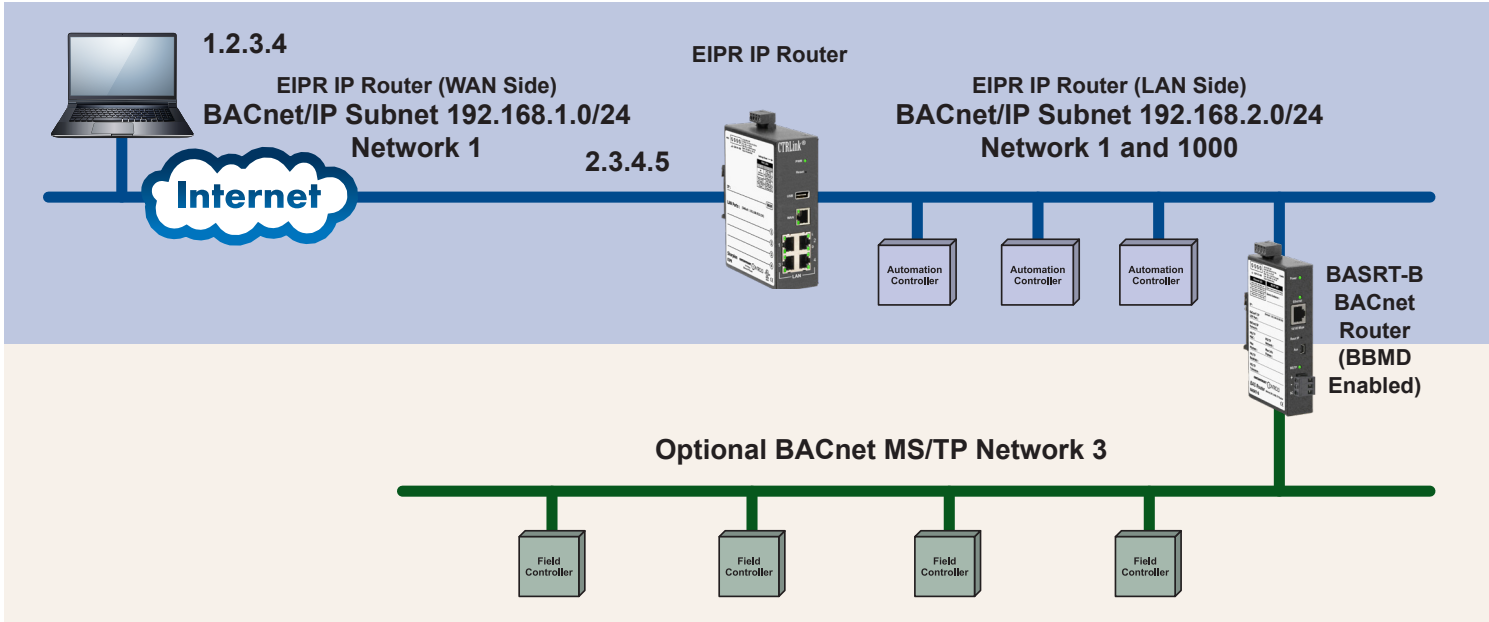 1.2.3.4
EIPR IP Router (WAN Side)
BACnet/IP Subnet 192.168.1.0/24
Network 1
2.3.4.5
EIPR IP Router
EIPR IP Router (LAN Side)
BACnet/IP Subnet 192.168.2.0/24
Network 1 and 1000
Internet
CTRLink®
LAN
Automation
Controller
Automation
Controller
Automation
Controller
BASRT-B
BACnet
Router
(BBMD
Enabled)
Optional BACnet MS/TP Network 3
Field
Controller
Field
Controller
Field
Controller
Field
Controller